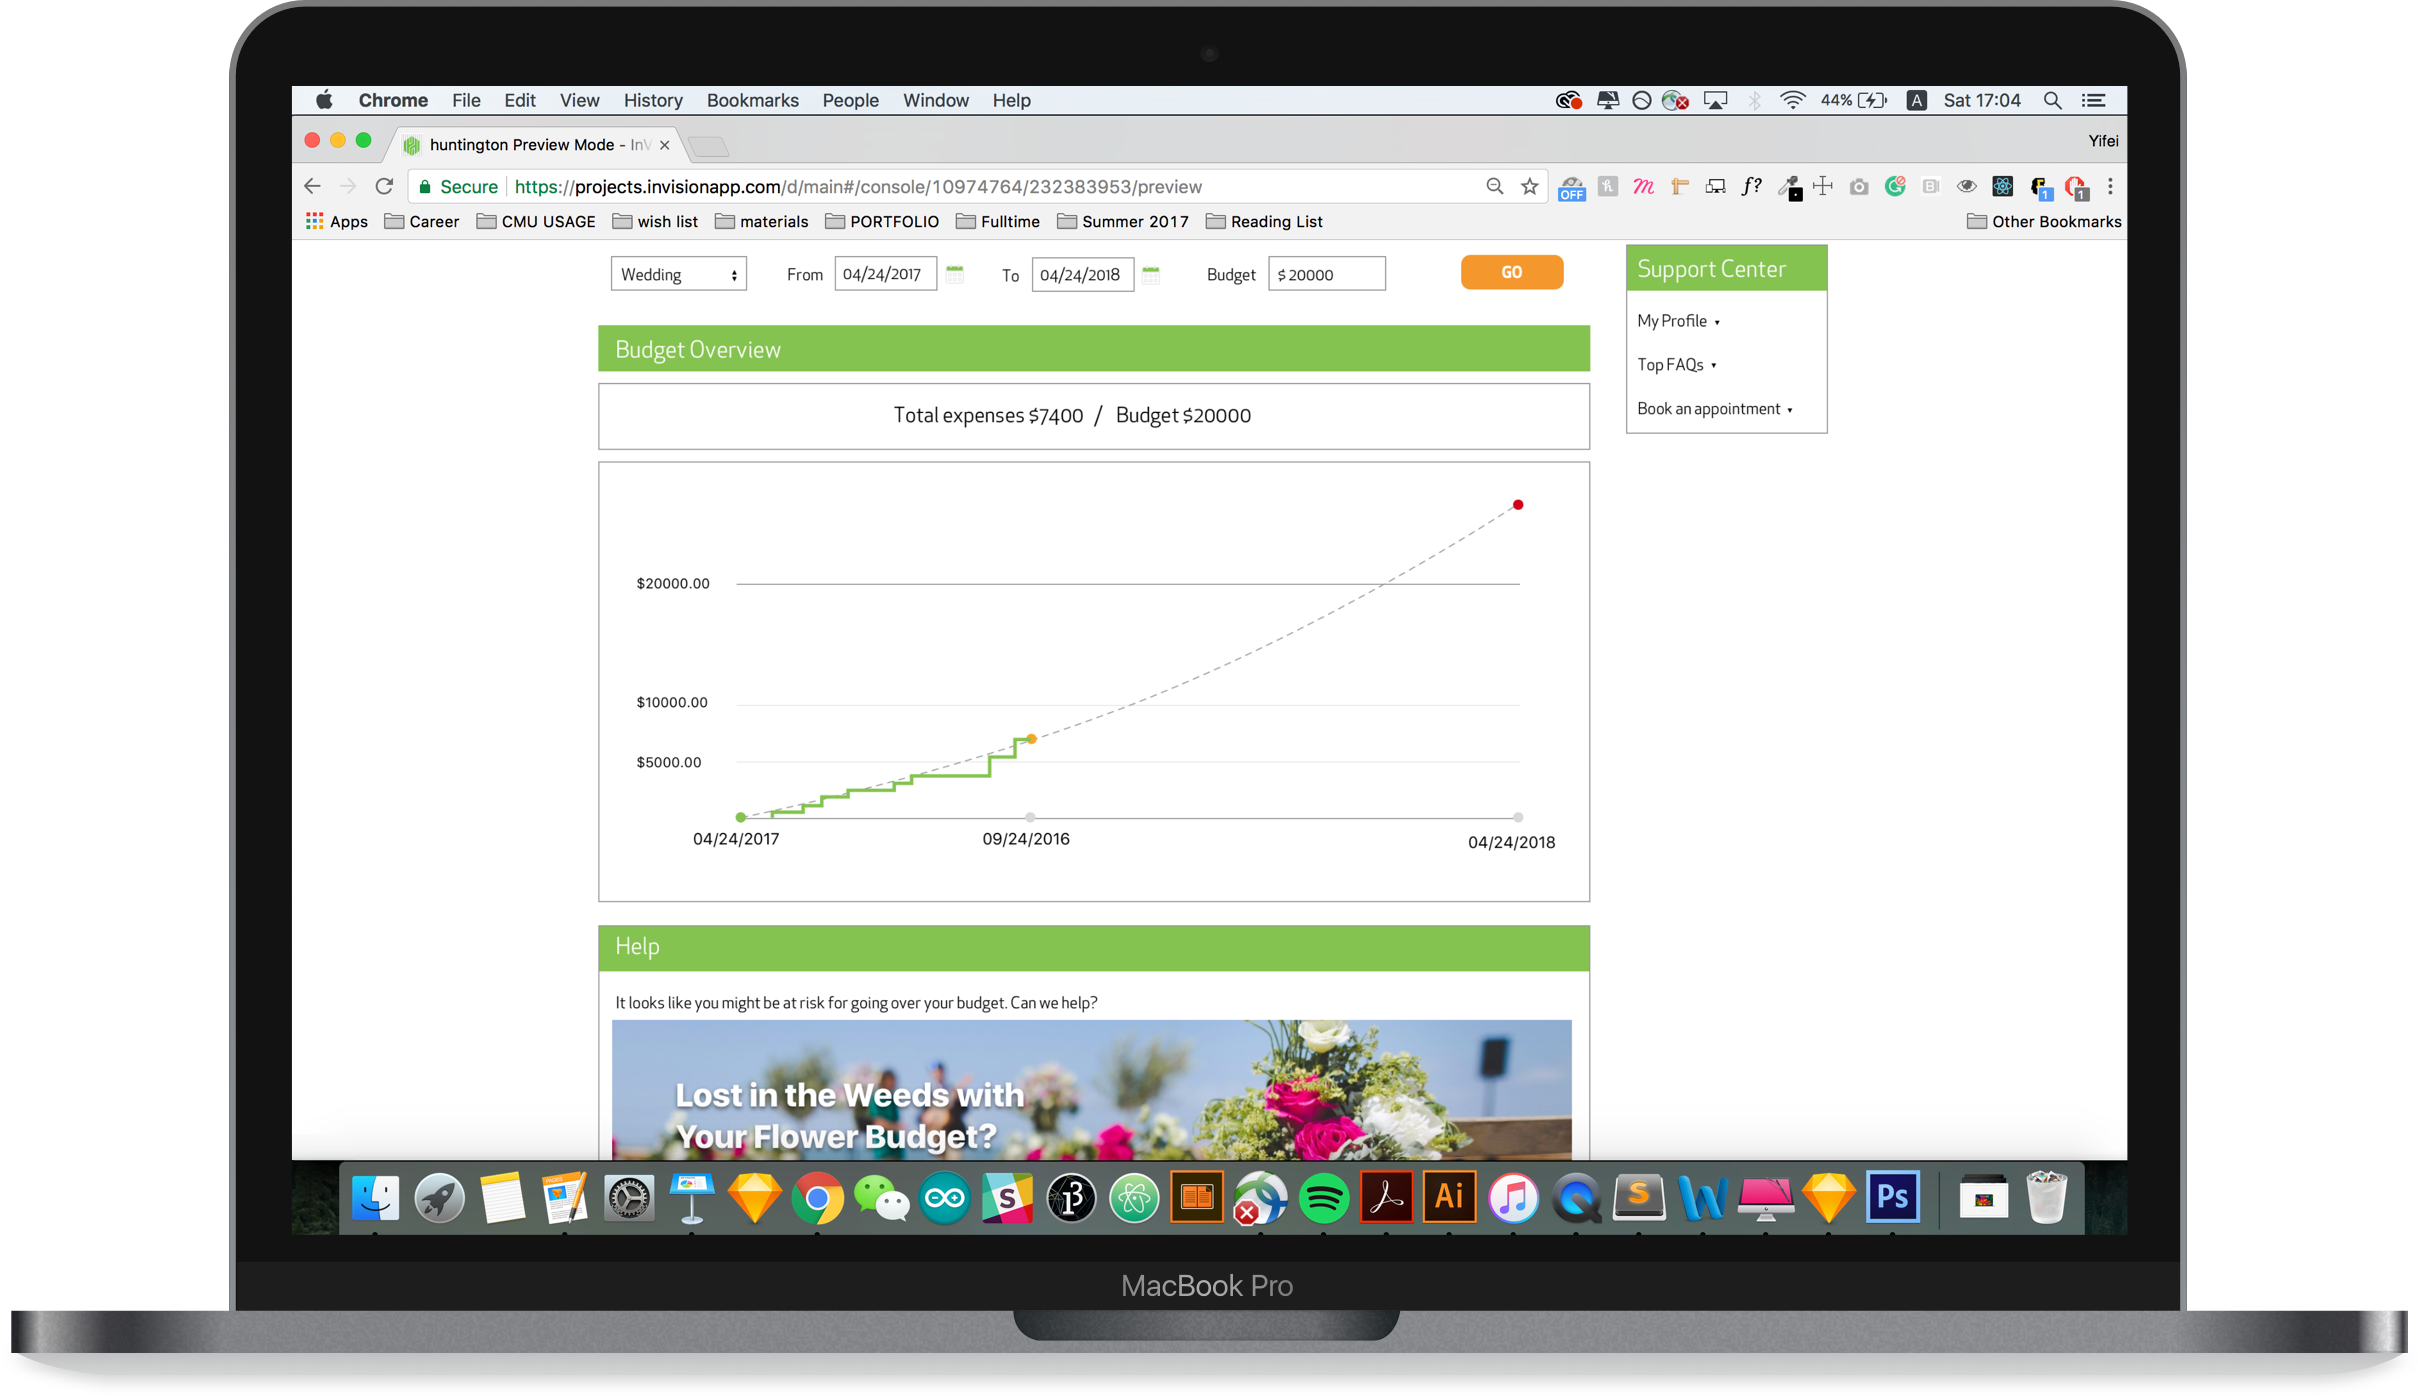 Chrome File Edit View History Bookmarks People Window Help 44% A Sat 17:04
huntington Preview Mode - InV Yifei
Secure https://projects.invisionapp.com/d/main#/console/10974764/232383953/preview OFF h m f? B 1 1
Apps Career CMU USAGE wish list materials PORTFOLIO Fulltime Summer 2017 Reading List Other Bookmarks
Wedding From 04/24/2017 To 04/24/2018 Budget $ 20000 GO
Support Center
My Profile
Top FAQs
Book an appointment
Budget Overview
Total expenses $7400 / Budget $20000
$20000.00
$10000.00
$5000.00
04/24/2017 09/24/2016 04/24/2018
Help
It looks like you might be at risk for going over your budget. Can we help?
Lost in the Weeds with
Your Flower Budget?
S Ai S W Ps
MacBook Pro